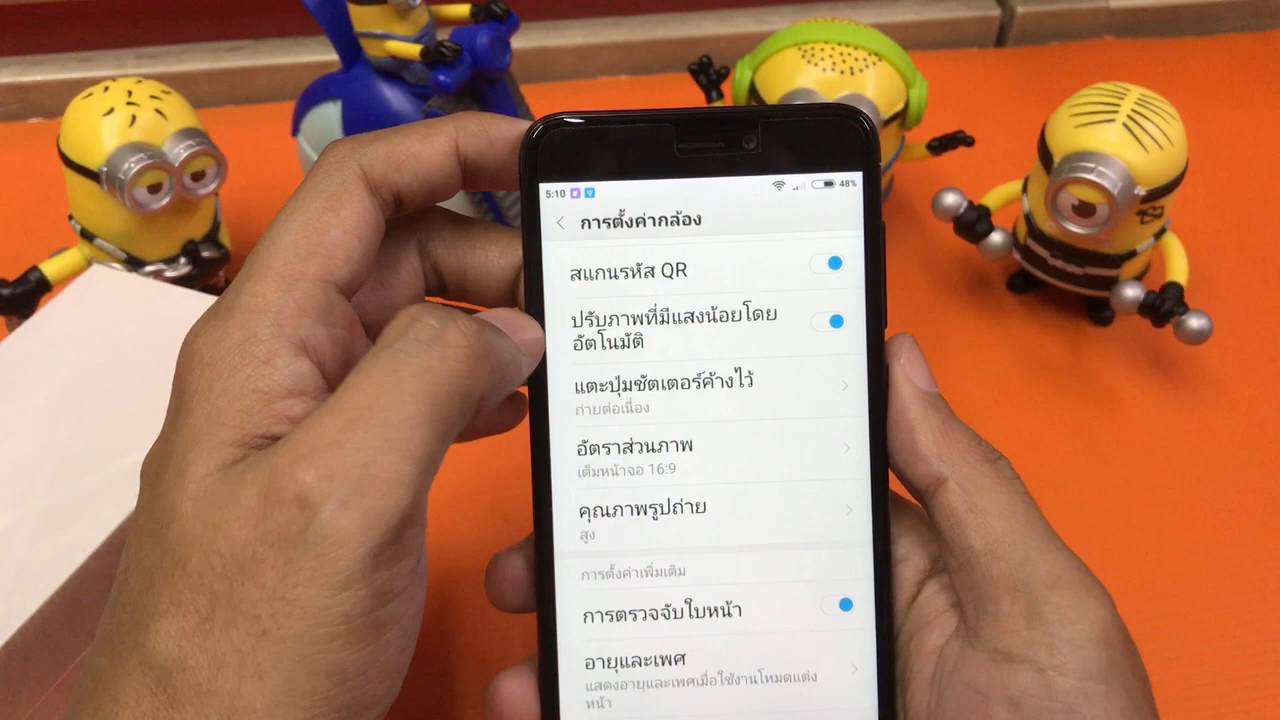 5:10 48%
การตั้งค่ากล้อง
สแกนรหัส QR
ปรับภาพที่มีแสงน้อยโดย
อัตโนมัติ
แตะปุ่มชัตเตอร์ค้างไว้
ถ่ายต่อเนื่อง
อัตราส่วนภาพ
เต็มหน้าจอ 16:9
คุณภาพรูปถ่าย
สูง
การตั้งค่าเพิ่มเติม
การตรวจจับใบหน้า
อายุและเพศ
แสดงอายุและเพศเมื่อใช้งานโหมดแต่ง
หน้า